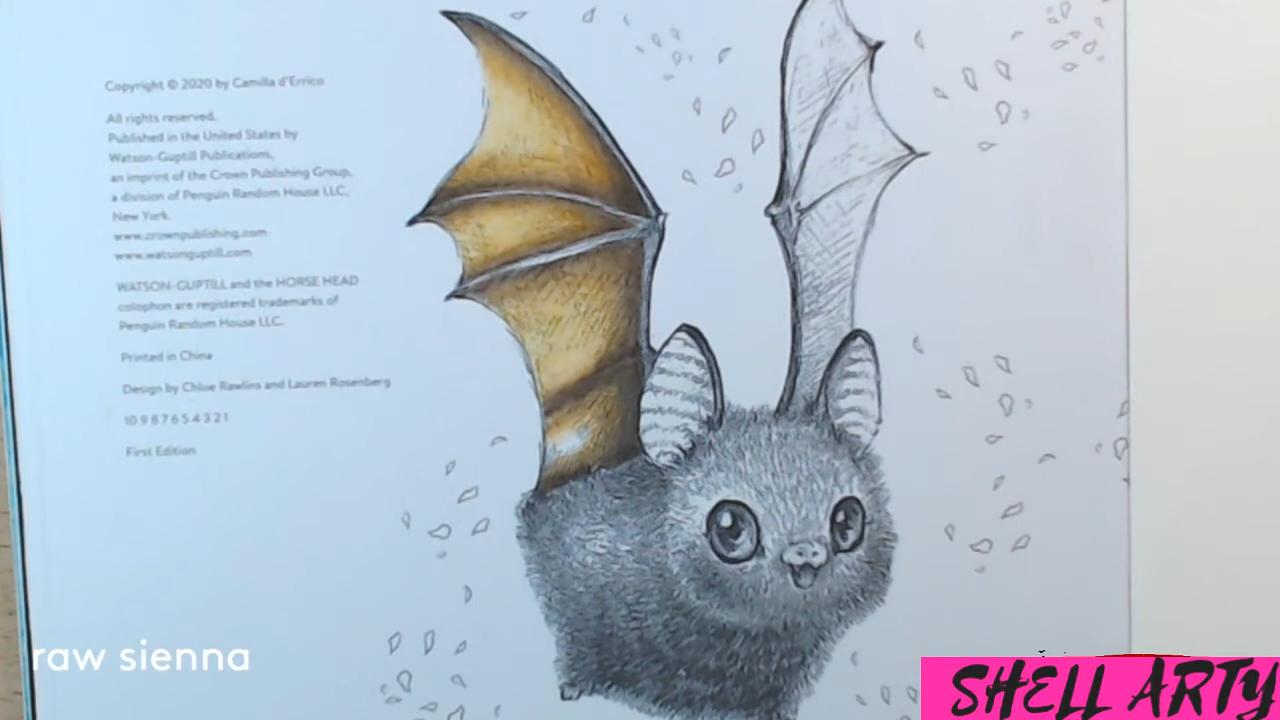 Copyright © 2020 by Camilla d'Errico
All rights reserved.
Published in the United States by
Watson-Guptill Publications,
an imprint of the Crown Publishing Group,
a division of Penguin Random House LLC,
New York.
www.crownpublishing.com
www.watsonguptill.com
WATSON-GUPTILL and the HORSE HEAD
colophon are registered trademarks of
Penguin Random House LLC.
Printed in China
Design by Chloe Rawlins and Lauren Rosenberg
10 9 8 7 6 5 4 3 2 1
First Edition
raw sienna
SHELL ARTY